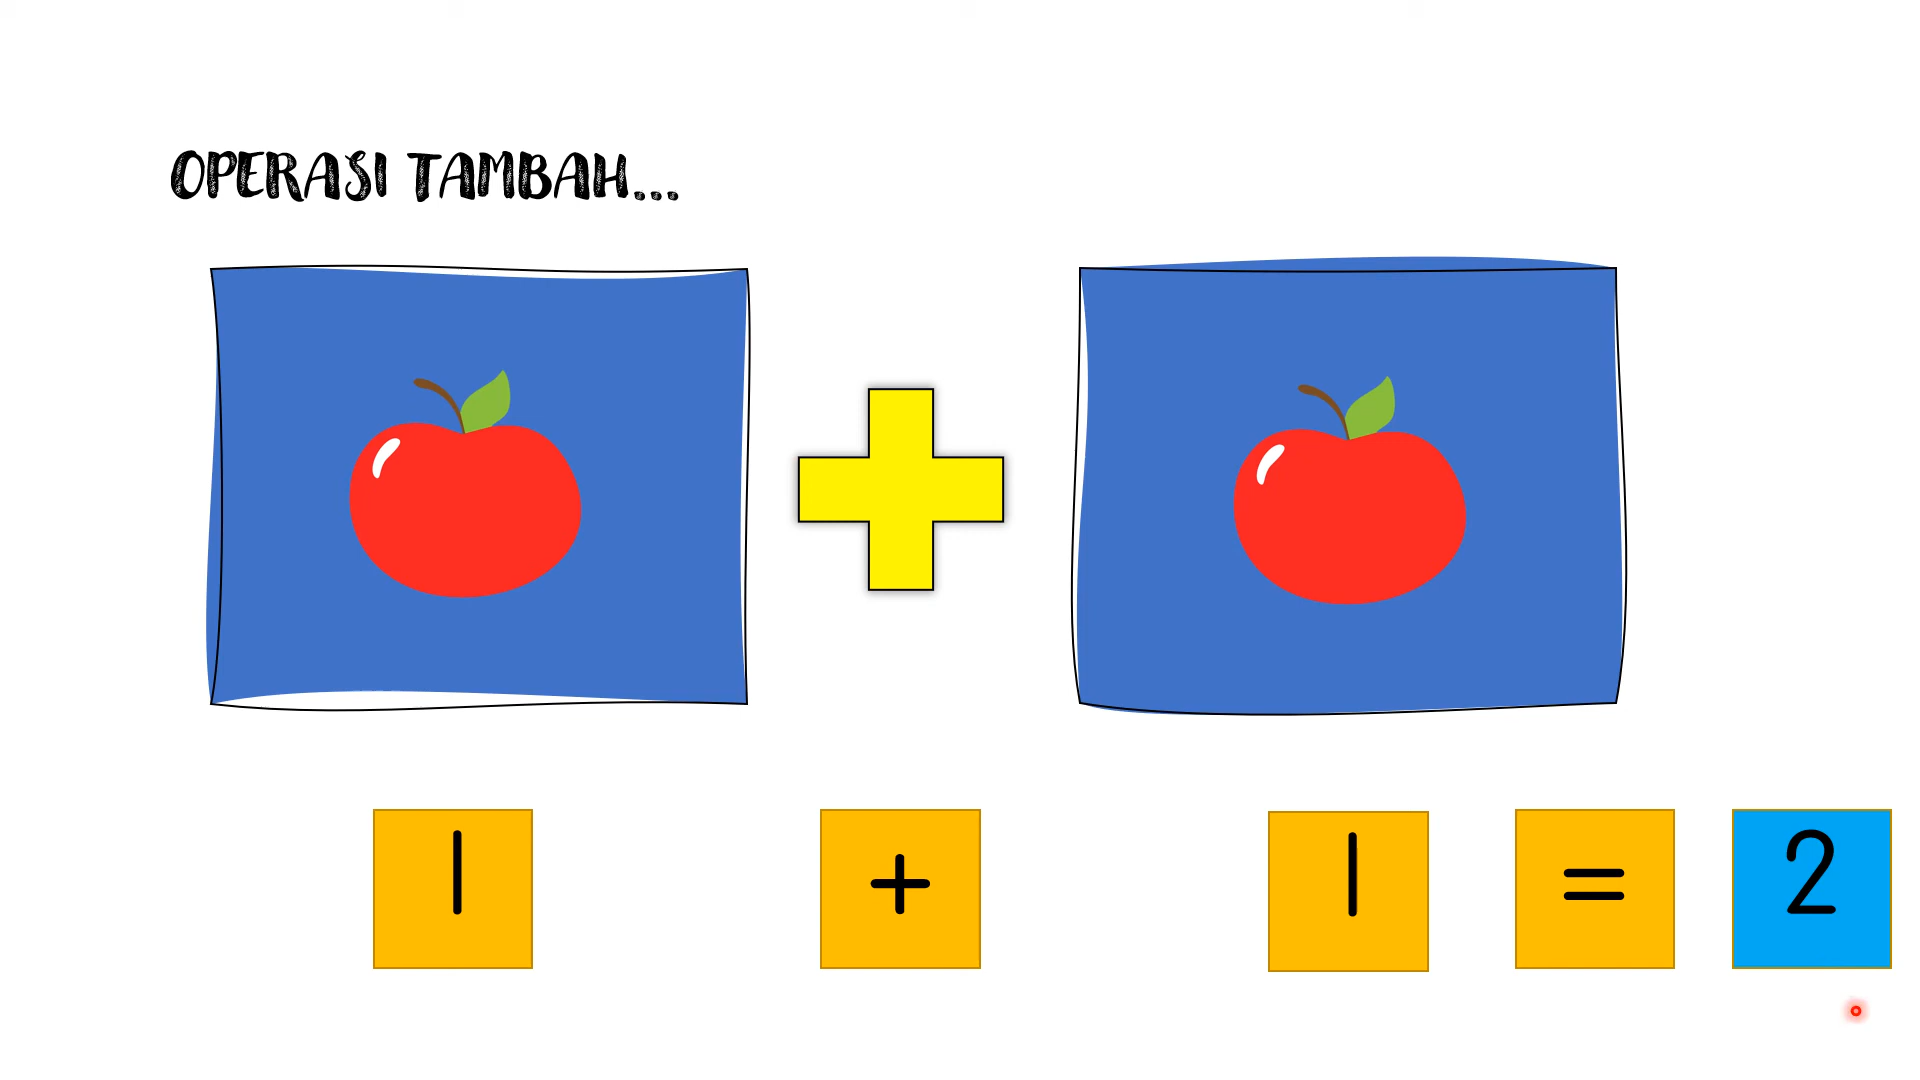 OPERASI TAMBAH...
1 + 1 = 2